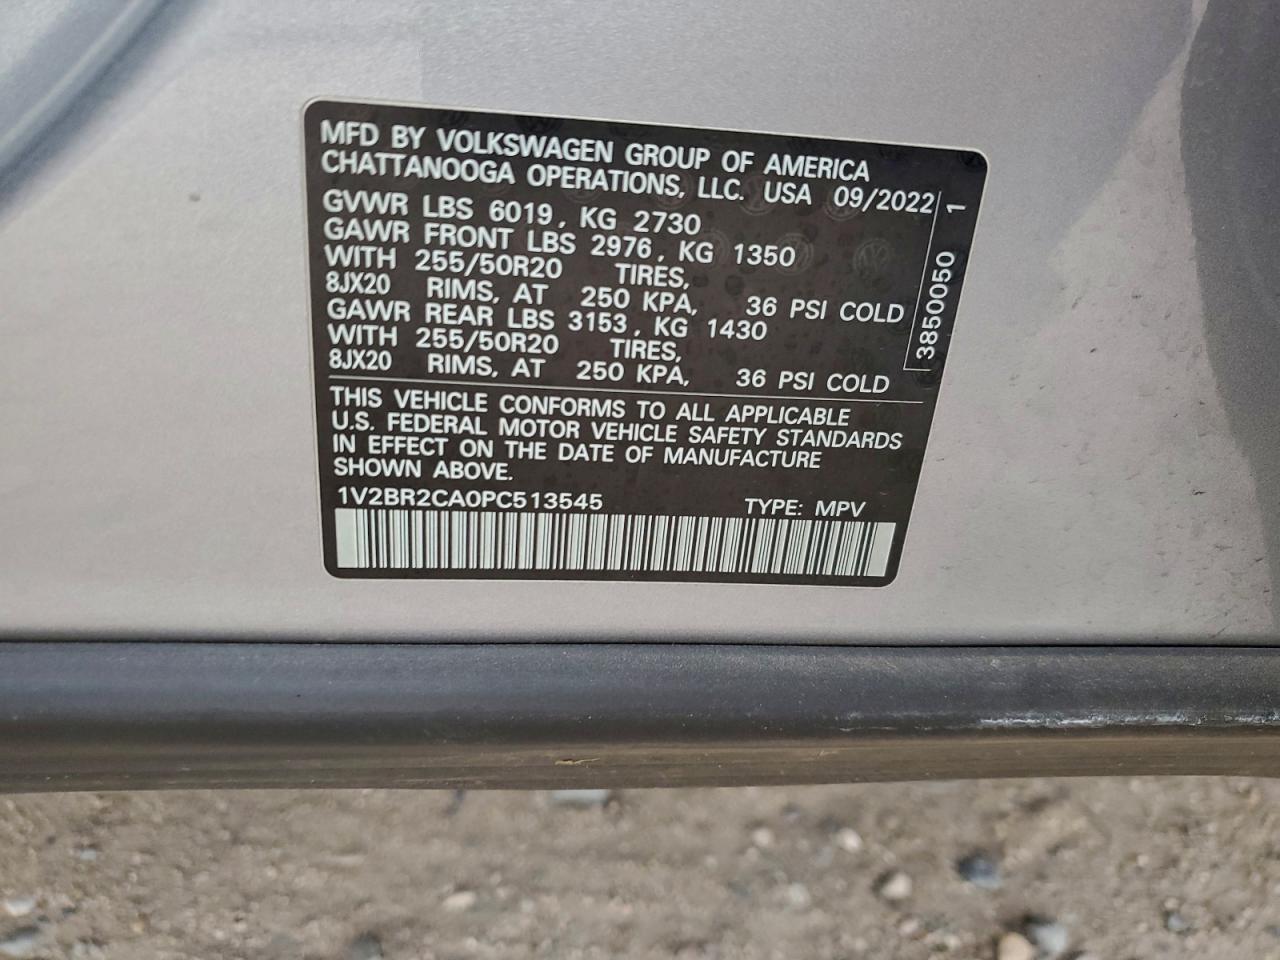 MFD BY VOLKSWAGEN GROUP OF AMERICA
CHATTANOOGA OPERATIONS, LLC. USA 09/2022
GVWR LBS 6019, KG 2730
GAWR FRONT LBS 2976, KG 1350
WITH 255/50R20 TIRES,
8JX20 RIMS, AT 250 KPA, 36 PSI COLD
GAWR REAR LBS 3153, KG 1430
WITH 255/50R20 TIRES,
8JX20 RIMS, AT 250 KPA, 36 PSI COLD
THIS VEHICLE CONFORMS TO ALL APPLICABLE
U.S. FEDERAL MOTOR VEHICLE SAFETY STANDARDS
IN EFFECT ON THE DATE OF MANUFACTURE
SHOWN ABOVE.
1V2BR2CA0PC513545 TYPE: MPV
3850050 1